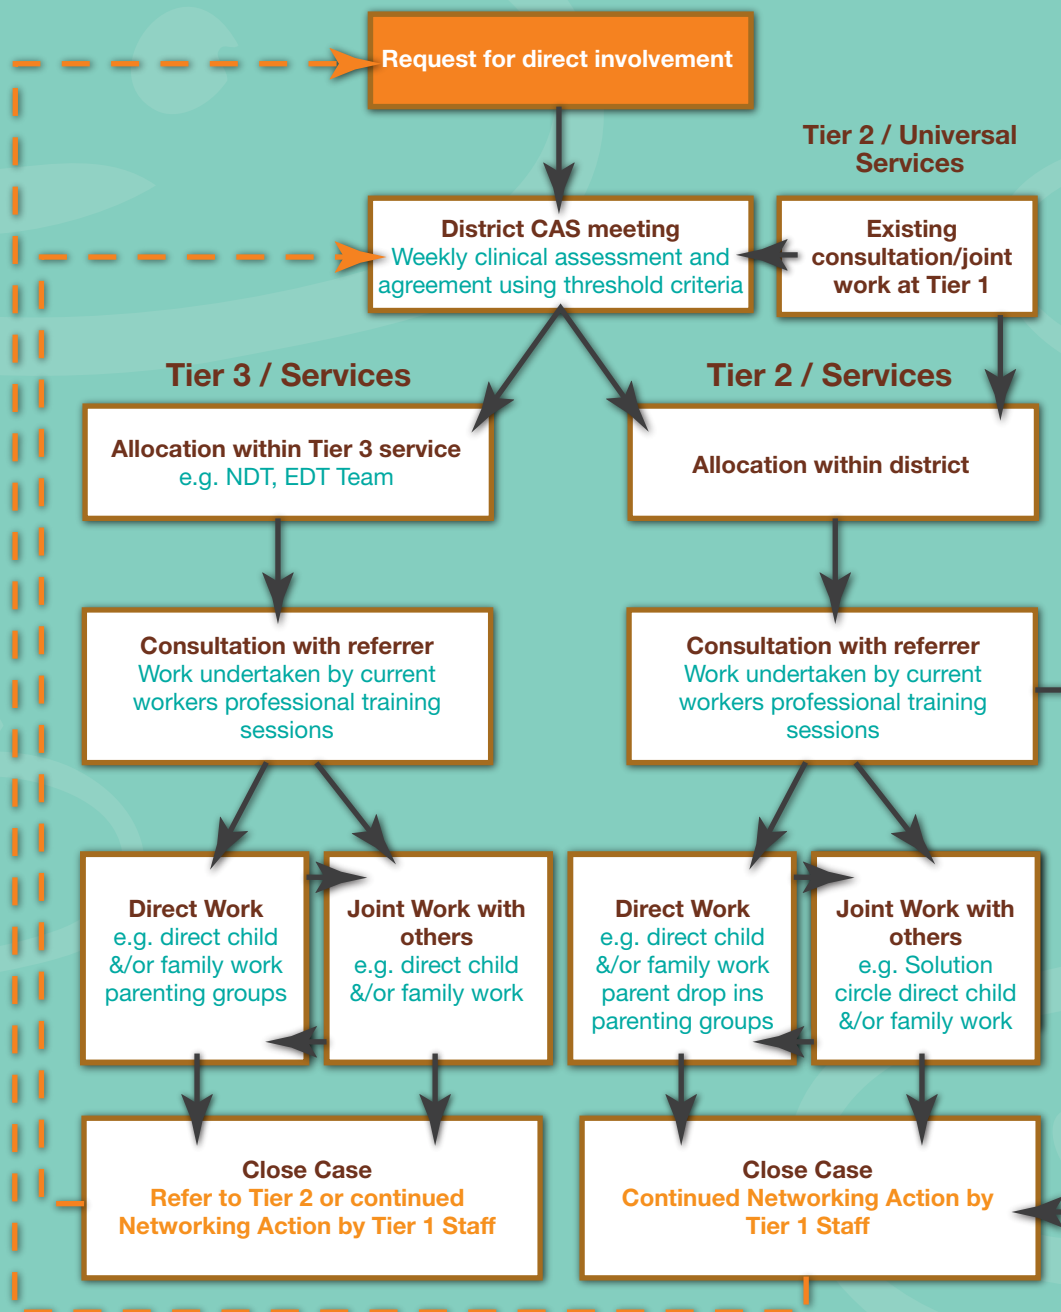 Request for direct involvement
Tier 2 / Universal
Services
District CAS meeting
Weekly clinical assessment and
agreement using threshold criteria
Existing
consultation/joint
work at Tier 1
Tier 3 / Services
Tier 2 / Services
Allocation within Tier 3 service
e.g. NDT, EDT Team
Allocation within district
Consultation with referrer
Work undertaken by current
workers professional training
sessions
Consultation with referrer
Work undertaken by current
workers professional training
sessions
Direct Work
e.g. direct child
&/or family work
parenting groups
Joint Work with
others
e.g. direct child
&/or family work
Direct Work
e.g. direct child
&/or family work
parent drop ins
parenting groups
Joint Work with
others
e.g. Solution
circle direct child
&/or family work
Close Case
Refer to Tier 2 or continued
Networking Action by Tier 1 Staff
Close Case
Continued Networking Action by
Tier 1 Staff